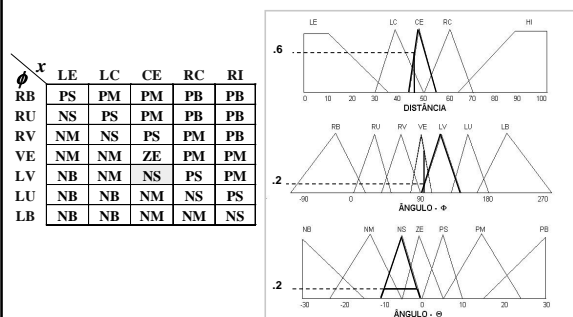 x
ϕ LE LC CE RC RI
RB PS PM PM PB PB
RU NS PS PM PB PB
RV NM NS PS PM PB
VE NM NM ZE PM PM
LV NB NM NS PS PM
LU NB NB NM NS PS
LB NB NB NM NM NS
LE LC CE RC HI
.6
0 10 20 30 40 50 60 70 80 90 100
DISTÂNCIA
RB RU RV VE LV LU LB
.2
-90 0 90 180 270
ÂNGULO - Φ
NB NM NS ZE PS PM PB
.2
-30 -20 -10 0 10 20 30
ÂNGULO - Θ